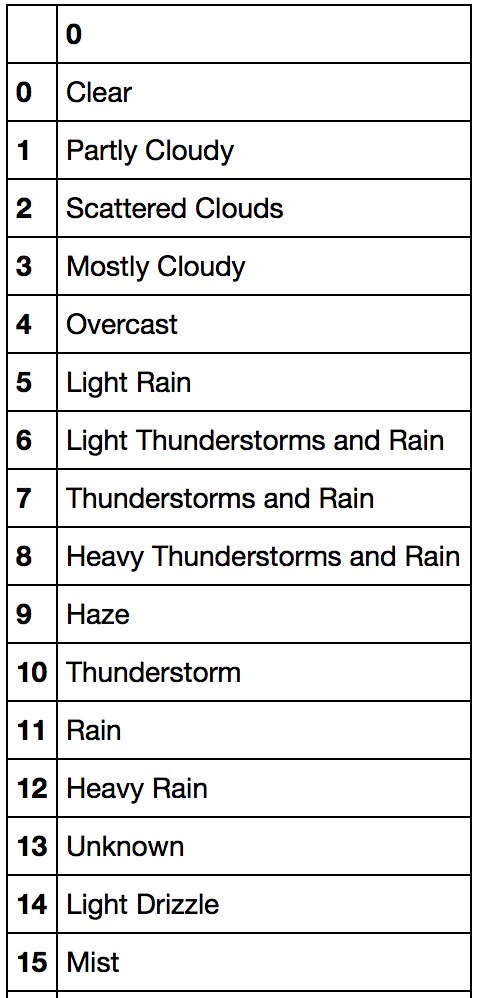 0
0 Clear
1 Partly Cloudy
2 Scattered Clouds
3 Mostly Cloudy
4 Overcast
5 Light Rain
6 Light Thunderstorms and Rain
7 Thunderstorms and Rain
8 Heavy Thunderstorms and Rain
9 Haze
10 Thunderstorm
11 Rain
12 Heavy Rain
13 Unknown
14 Light Drizzle
15 Mist